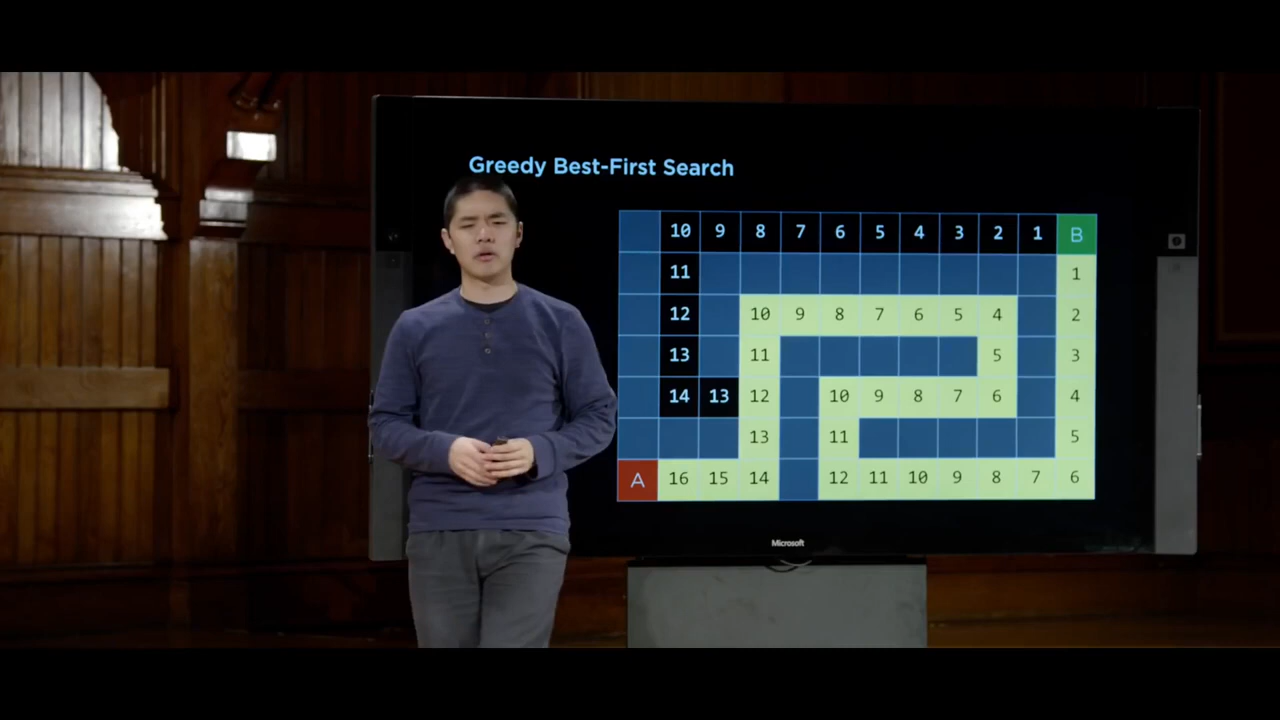 Greedy Best-First Search
10 9 8 7 6 5 4 3 2 1 B
11 1
12 10 9 8 7 6 5 4 2
13 11 5 3
14 13 12 10 9 8 7 6 4
13 11 5
A 16 15 14 12 11 10 9 8 7 6
Microsoft